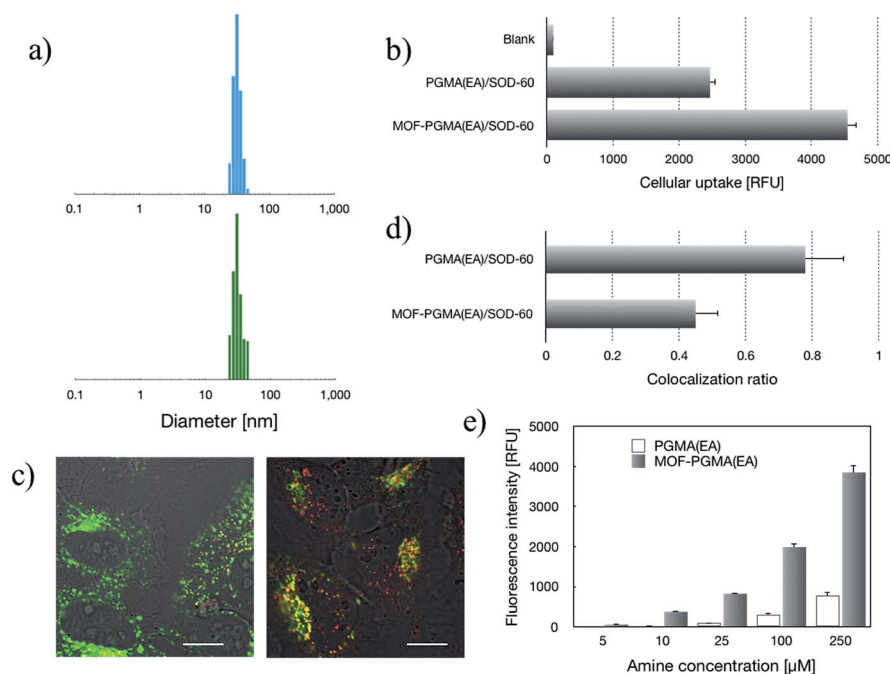 a)
0.1 1 10 100 1,000
0.1 1 10 100 1,000
Diameter [nm]
b)
Blank
PGMA(EA)/SOD-60
MOF-PGMA(EA)/SOD-60
0 1000 2000 3000 4000 5000
Cellular uptake [RFU]
d)
PGMA(EA)/SOD-60
MOF-PGMA(EA)/SOD-60
0 0.2 0.4 0.6 0.8 1
Colocalization ratio
c)
e)
Fluorescence intensity [RFU]
5000
4000
3000
2000
1000
0
PGMA(EA)
MOF-PGMA(EA)
5 10 25 100 250
Amine concentration [µM]